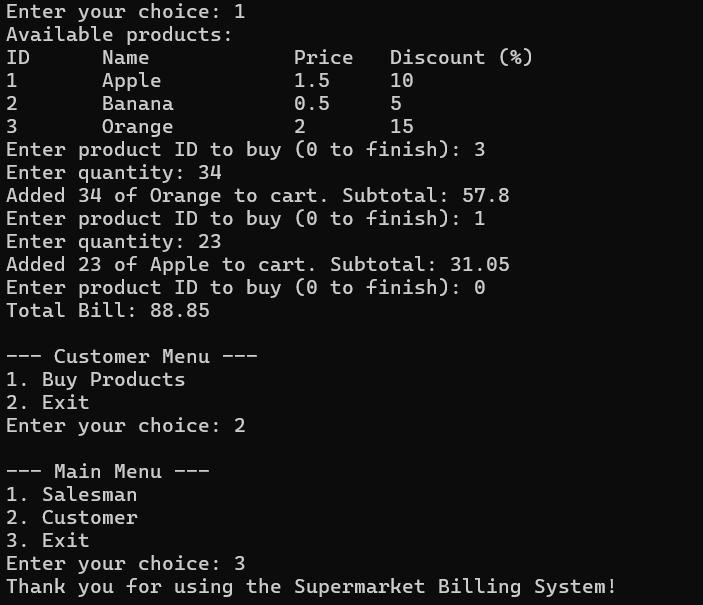 Enter your choice: 1
Available products:
ID      Name            Price   Discount (%)
1       Apple           1.5     10
2       Banana          0.5     5
3       Orange          2       15
Enter product ID to buy (0 to finish): 3
Enter quantity: 34
Added 34 of Orange to cart. Subtotal: 57.8
Enter product ID to buy (0 to finish): 1
Enter quantity: 23
Added 23 of Apple to cart. Subtotal: 31.05
Enter product ID to buy (0 to finish): 0
Total Bill: 88.85

--- Customer Menu ---
1. Buy Products
2. Exit
Enter your choice: 2

--- Main Menu ---
1. Salesman
2. Customer
3. Exit
Enter your choice: 3
Thank you for using the Supermarket Billing System!